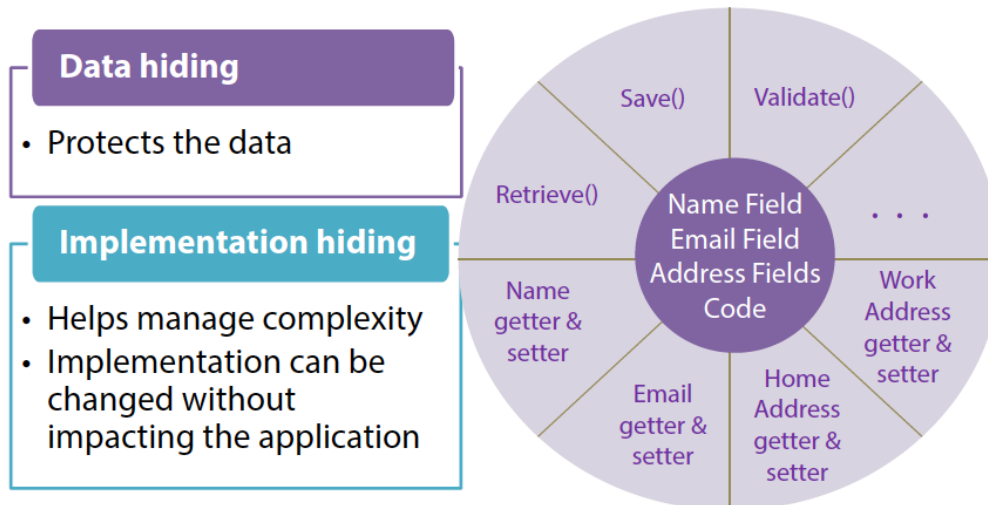 Data hiding
• Protects the data
Implementation hiding
• Helps manage complexity
• Implementation can be
changed without
impacting the application
Save()
Validate()
Retrieve()
. . .
Name Field
Email Field
Address Fields
Code
Name
getter &
setter
Email
getter &
setter
Home
Address
getter &
setter
Work
Address
getter &
setter